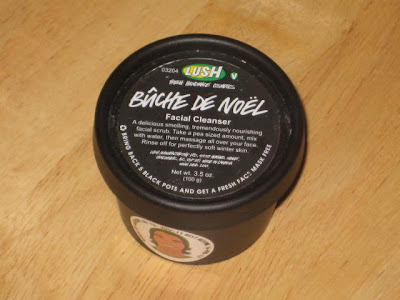 03204 LUSH V
FRESH HANDMADE COSMETICS
BÛCHE DE NOËL
Facial Cleanser
A delicious smelling, tremendously nourishing
facial scrub. Take a pea sized amount, mix
with water, then massage all over your face.
Rinse off for perfectly soft winter skin.
Net wt. 3.5 oz.
(100 g)
BRING BACK 5 BLACK POTS AND GET A FRESH FACE MASK FREE